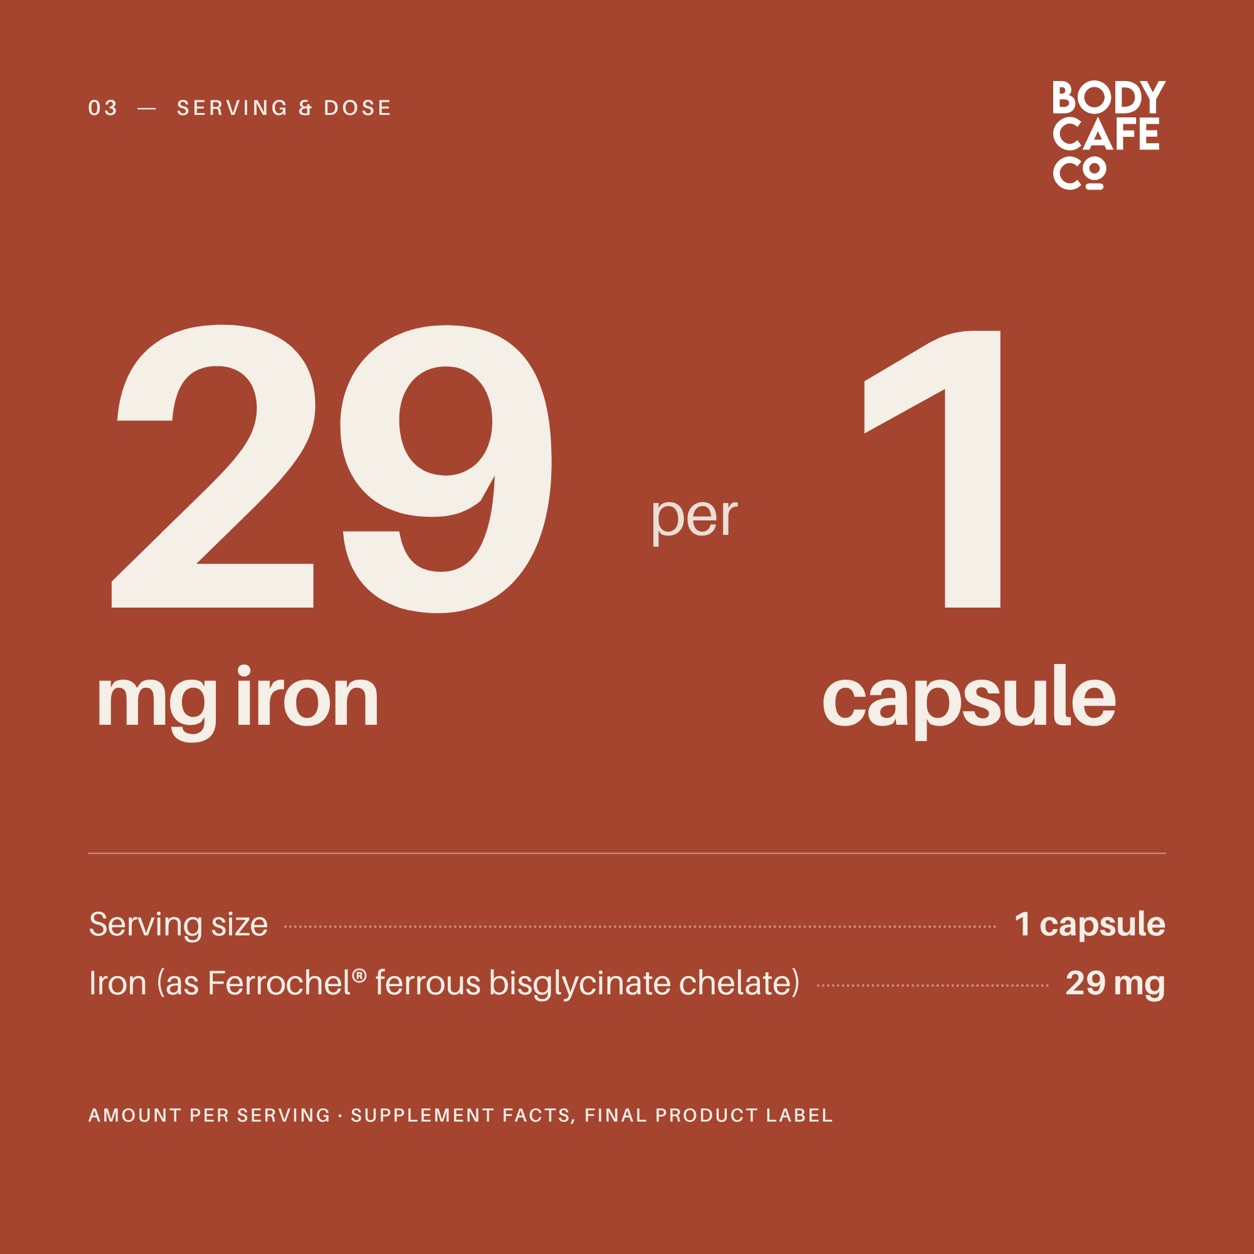 03 — SERVING & DOSE
BODY
CAFE
Co
29 per 1
mg iron capsule
Serving size 1 capsule
Iron (as Ferrochel® ferrous bisglycinate chelate) 29 mg
AMOUNT PER SERVING · SUPPLEMENT FACTS, FINAL PRODUCT LABEL